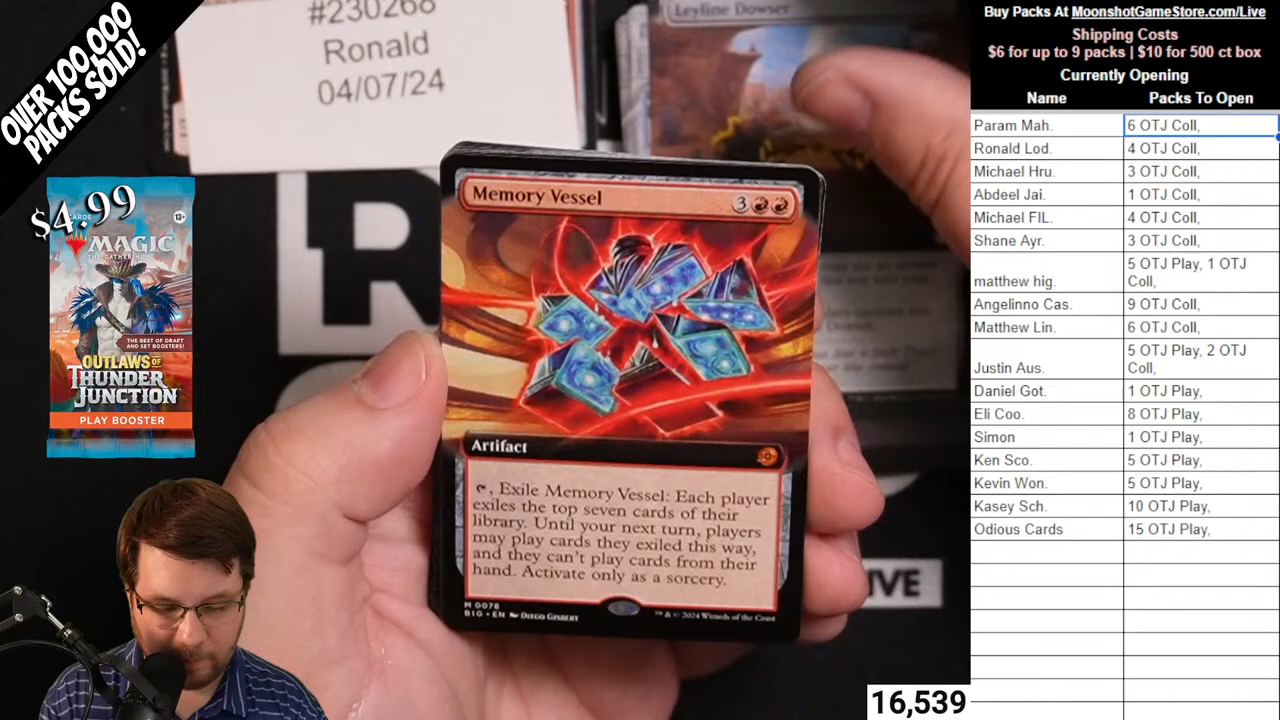 OVER 100,000
PACKS SOLD!
$4.99
CARDS
13+
MAGIC
THE GATHERING
THE BEST OF DRAFT
AND SET BOOSTERS!
OUTLAWS OF
THUNDER
JUNCTION
PLAY BOOSTER
#230268
Ronald
04/07/24
Leyline Dowser
Memory Vessel
3
Artifact
, Exile Memory Vessel: Each player
exiles the top seven cards of their
library. Until your next turn, players
may play cards they exiled this way,
and they can't play cards from their
hand. Activate only as a sorcery.
M 0078
BIG • EN DIEGO GISBERT
™ & © 2024 Wizards of the Coast
R
IVE
16,539
Buy Packs At MoonshotGameStore.com/Live
Shipping Costs
$6 for up to 9 packs | $10 for 500 ct box
Currently Opening
Name Packs To Open
Param Mah. 6 OTJ Coll,
Ronald Lod. 4 OTJ Coll,
Michael Hru. 3 OTJ Coll,
Abdeel Jai. 1 OTJ Coll,
Michael FIL. 4 OTJ Coll,
Shane Ayr. 3 OTJ Coll,
matthew hig. 5 OTJ Play, 1 OTJ
Coll,
Angelinno Cas. 9 OTJ Coll,
Matthew Lin. 6 OTJ Coll,
Justin Aus. 5 OTJ Play, 2 OTJ
Coll,
Daniel Got. 1 OTJ Play,
Eli Coo. 8 OTJ Play,
Simon 1 OTJ Play,
Ken Sco. 5 OTJ Play,
Kevin Won. 5 OTJ Play,
Kasey Sch. 10 OTJ Play,
Odious Cards 15 OTJ Play,